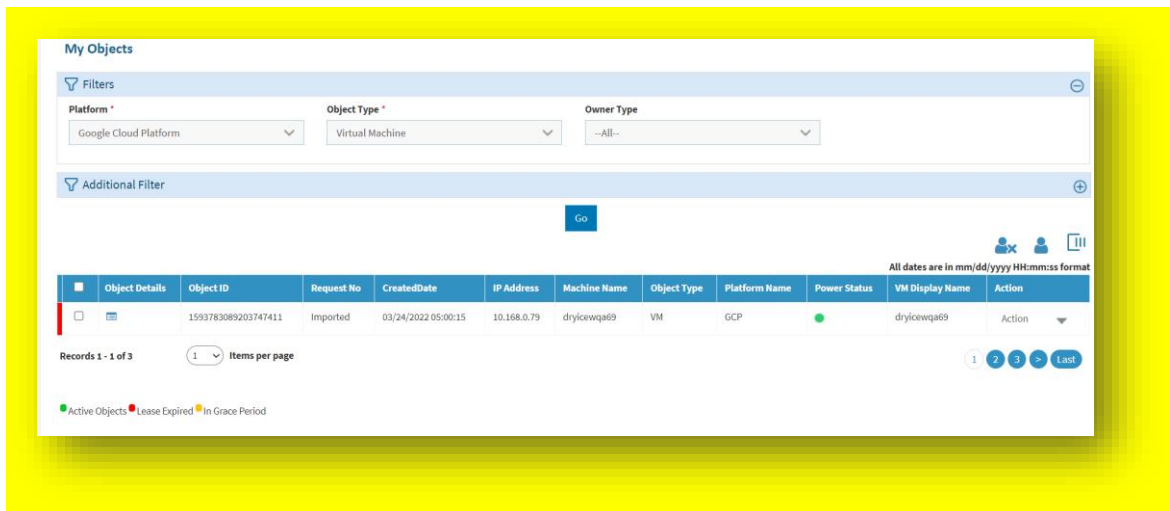 My Objects
Filters
Platform * Object Type * Owner Type
Google Cloud Platform Virtual Machine --All--
Additional Filter
Go
All dates are in mm/dd/yyyy HH:mm:ss format
Object Details Object ID Request No CreatedDate IP Address Machine Name Object Type Platform Name Power Status VM Display Name Action
1593783089203747411 Imported 03/24/2022 05:00:15 10.168.0.79 dryicewqa69 VM GCP dryicewqa69 Action
Records 1 - 1 of 3 1 Items per page 1 2 3 > Last
Active Objects Lease Expired In Grace Period